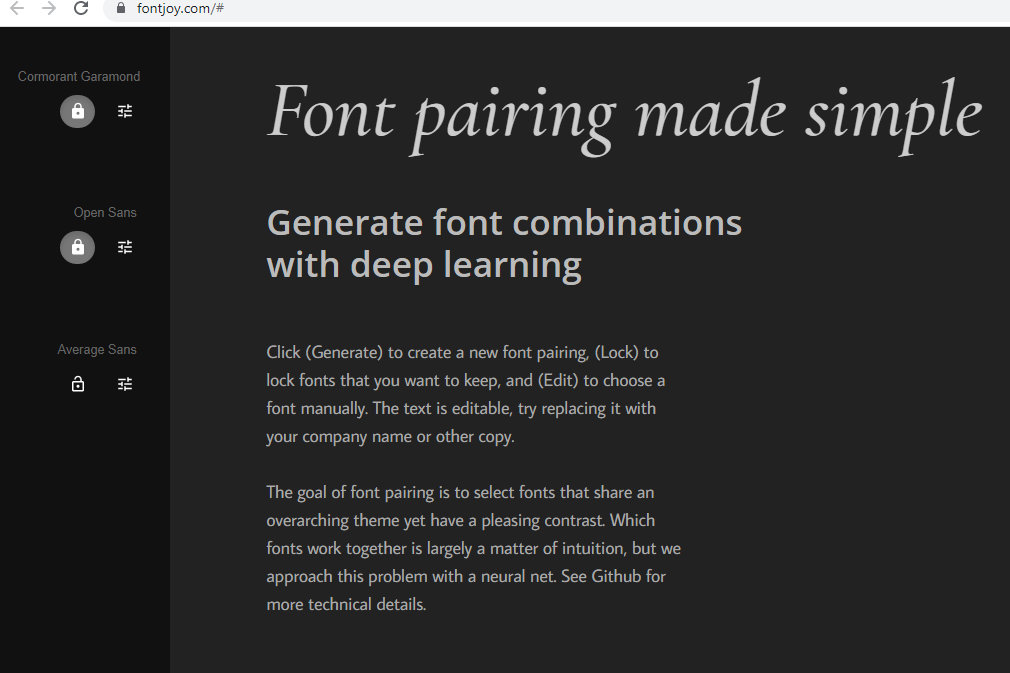 fontjoy.com/#
Cormorant Garamond
Font pairing made simple
Open Sans
Generate font combinations
with deep learning
Average Sans
Click (Generate) to create a new font pairing, (Lock) to
lock fonts that you want to keep, and (Edit) to choose a
font manually. The text is editable, try replacing it with
your company name or other copy.
The goal of font pairing is to select fonts that share an
overarching theme yet have a pleasing contrast. Which
fonts work together is largely a matter of intuition, but we
approach this problem with a neural net. See Github for
more technical details.